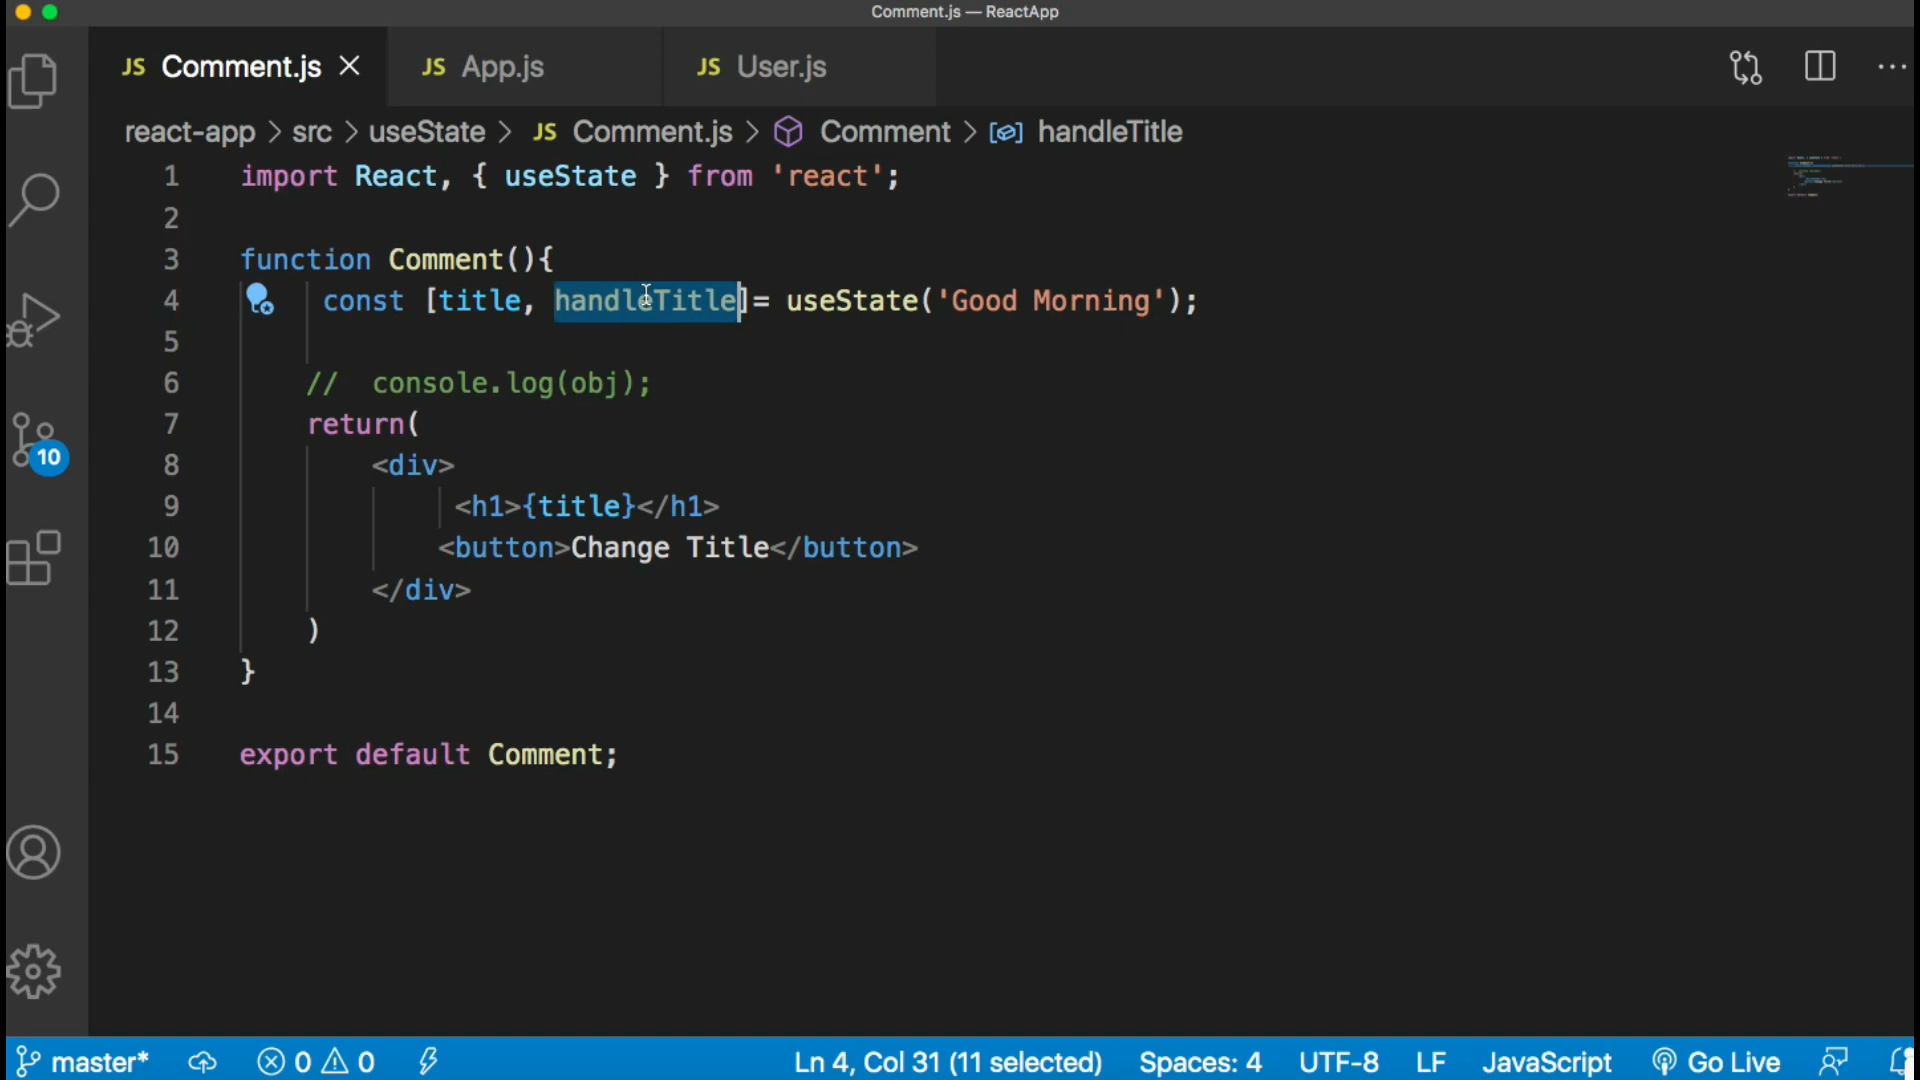 Comment.js — ReactApp
JS Comment.js JS App.js JS User.js
react-app > src > useState > JS Comment.js > Comment > handleTitle
1 import React, { useState } from 'react';
2
3 function Comment(){
4 const [title, handleTitle]= useState('Good Morning');
5
6 // console.log(obj);
7 return(
8 <div>
9 <h1>{title}</h1>
10 <button>Change Title</button>
11 </div>
12 )
13 }
14
15 export default Comment;
10
master* 0 0 Ln 4, Col 31 (11 selected) Spaces: 4 UTF-8 LF JavaScript Go Live